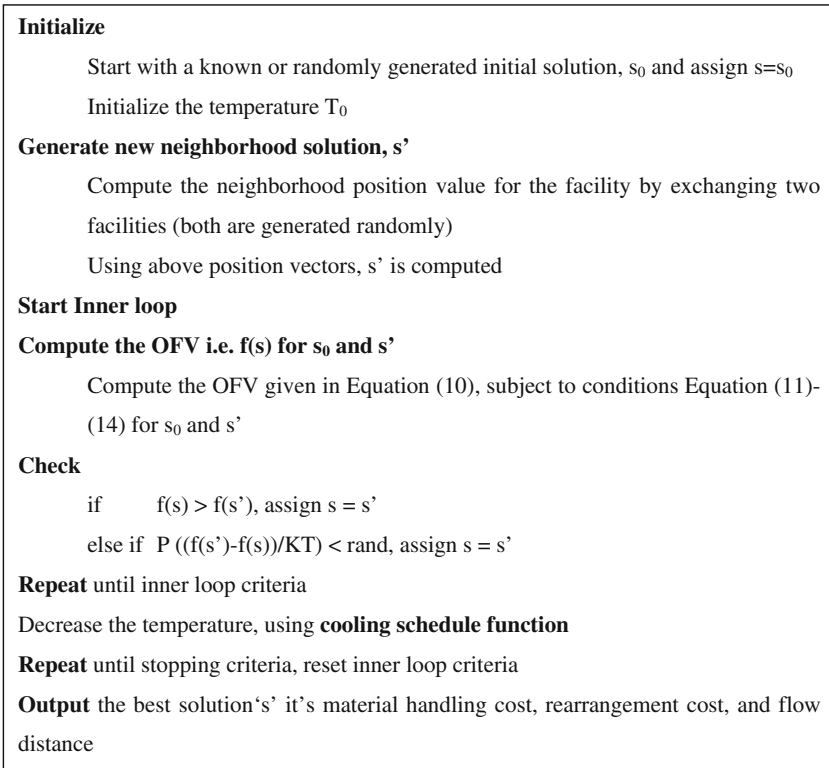 Initialize
Start with a known or randomly generated initial solution, s₀ and assign s=s₀
Initialize the temperature T₀
Generate new neighborhood solution, s’
Compute the neighborhood position value for the facility by exchanging two
facilities (both are generated randomly)
Using above position vectors, s’ is computed
Start Inner loop
Compute the OFV i.e. f(s) for s₀ and s’
Compute the OFV given in Equation (10), subject to conditions Equation (11)-
(14) for s₀ and s’
Check
if f(s) > f(s’), assign s = s’
else if P ((f(s’)-f(s))/KT) < rand, assign s = s’
Repeat until inner loop criteria
Decrease the temperature, using cooling schedule function
Repeat until stopping criteria, reset inner loop criteria
Output the best solution‘s’ it’s material handling cost, rearrangement cost, and flow
distance